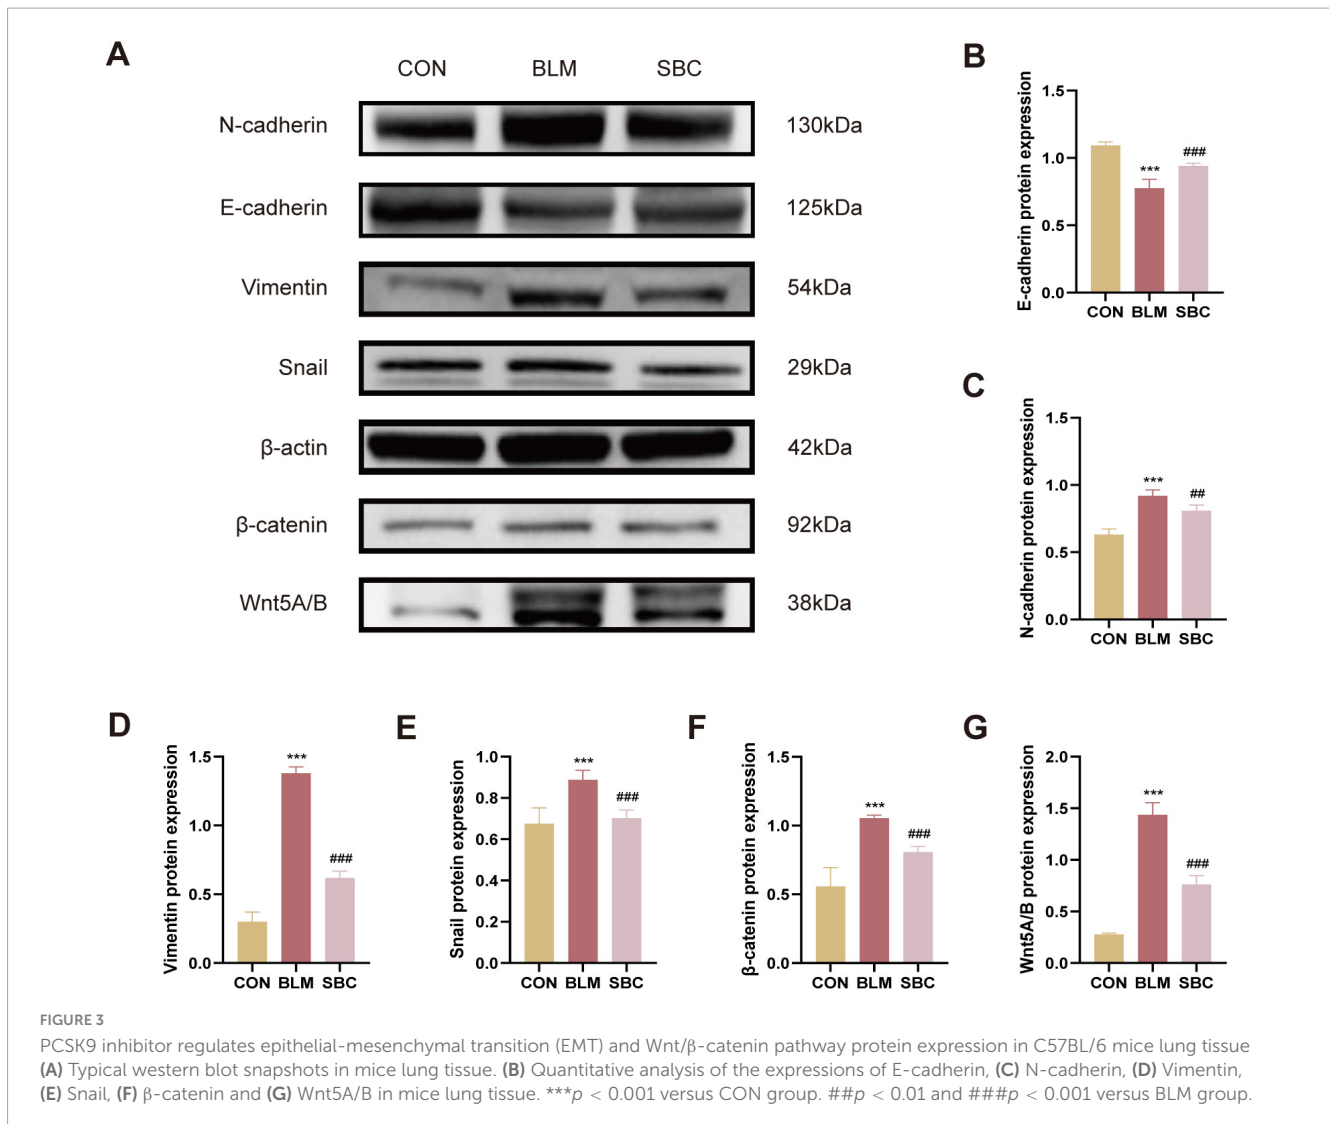 A
CON BLM SBC
N-cadherin 130kDa
E-cadherin 125kDa
Vimentin 54kDa
Snail 29kDa
β-actin 42kDa
β-catenin 92kDa
Wnt5A/B 38kDa
B
E-cadherin protein expression
1.5
1.0
0.5
0.0
*** ###
CON BLM SBC
C
N-cadherin protein expression
1.5
1.0
0.5
0.0
*** ##
CON BLM SBC
D
Vimentin protein expression
1.5
1.0
0.5
0.0
*** ###
CON BLM SBC
E
Snail protein expression
1.0
0.8
0.6
0.4
0.2
0.0
*** ###
CON BLM SBC
F
β-catenin protein expression
1.5
1.0
0.5
0.0
*** ###
CON BLM SBC
G
Wnt5A/B protein expression
2.0
1.5
1.0
0.5
0.0
*** ###
CON BLM SBC
FIGURE 3
PCSK9 inhibitor regulates epithelial-mesenchymal transition (EMT) and Wnt/β-catenin pathway protein expression in C57BL/6 mice lung tissue
(A) Typical western blot snapshots in mice lung tissue. (B) Quantitative analysis of the expressions of E-cadherin, (C) N-cadherin, (D) Vimentin,
(E) Snail, (F) β-catenin and (G) Wnt5A/B in mice lung tissue. ***p < 0.001 versus CON group. ##p < 0.01 and ###p < 0.001 versus BLM group.